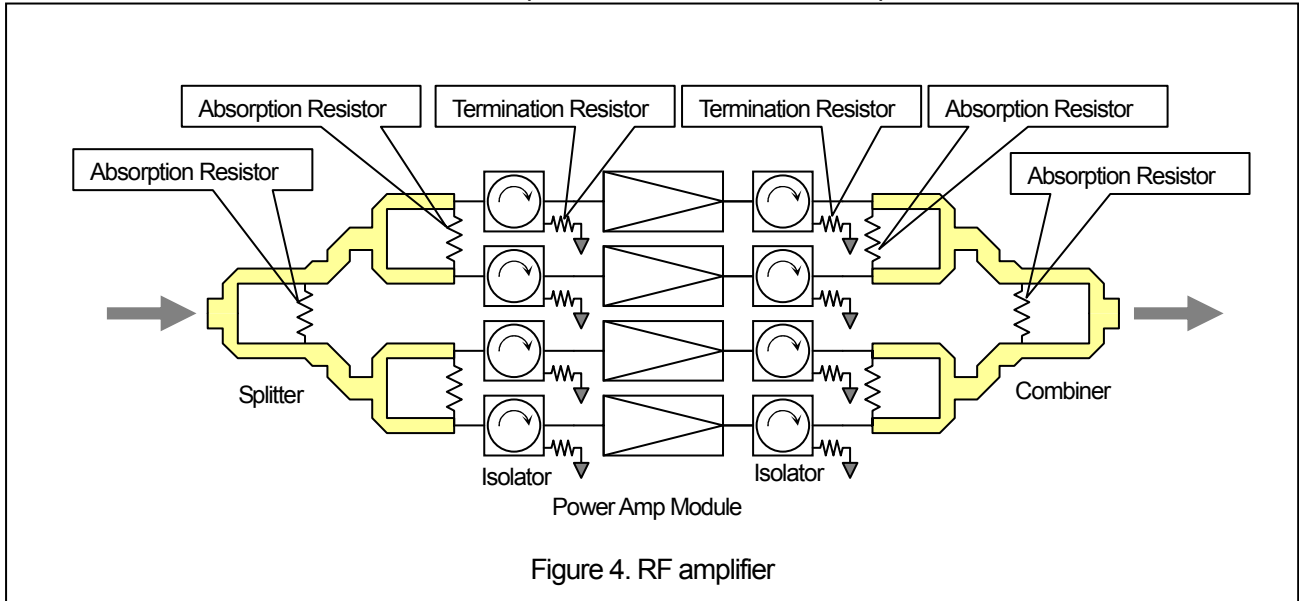 Absorption Resistor
Termination Resistor
Termination Resistor
Absorption Resistor
Absorption Resistor
Absorption Resistor
Splitter
Combiner
Isolator
Isolator
Power Amp Module
Figure 4. RF amplifier